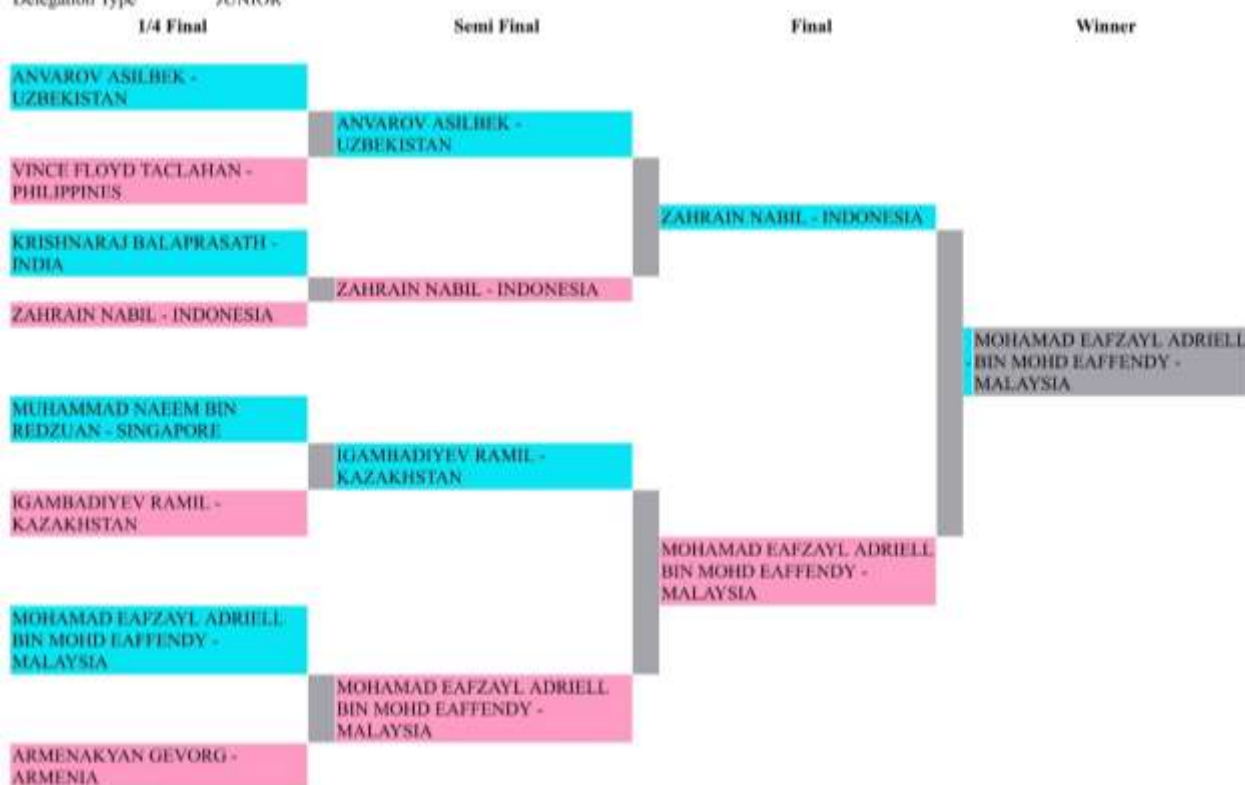 Delegation Type JUNIOR
1/4 Final Semi Final Final Winner
ANVAROV ASILBEK -
UZBEKISTAN
VINCE FLOYD TACLAHAN -
PHILIPPINES
KRISHNARAJ BALAPRASATH -
INDIA
ZAHRAIN NABIL - INDONESIA
MUHAMMAD NAEEM BIN
REDZUAN - SINGAPORE
IGAMBADIYEV RAMIL -
KAZAKHSTAN
MOHAMAD EAFZAYL ADRIELL
BIN MOHD EAFFENDY -
MALAYSIA
ARMENAKYAN GEVORG -
ARMENIA
ANVAROV ASILBEK -
UZBEKISTAN
ZAHRAIN NABIL - INDONESIA
IGAMBADIYEV RAMIL -
KAZAKHSTAN
MOHAMAD EAFZAYL ADRIELL
BIN MOHD EAFFENDY -
MALAYSIA
ZAHRAIN NABIL - INDONESIA
MOHAMAD EAFZAYL ADRIELL
BIN MOHD EAFFENDY -
MALAYSIA
MOHAMAD EAFZAYL ADRIELL
- BIN MOHD EAFFENDY -
MALAYSIA